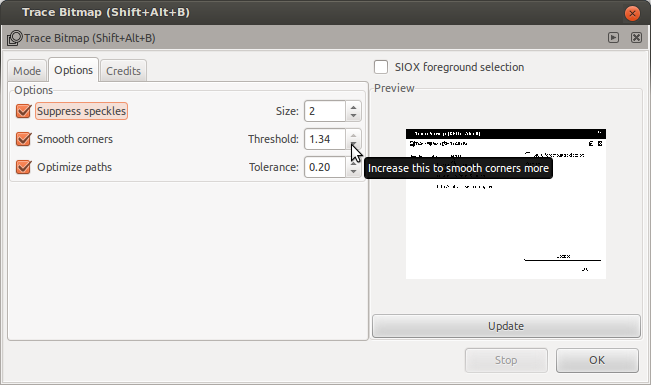 Trace Bitmap (Shift+Alt+B)
Trace Bitmap (Shift+Alt+B)
Mode Options Credits
SIOX foreground selection
Options
Preview
Suppress speckles Size: 2
Smooth corners Threshold: 1.34
Increase this to smooth corners more
Optimize paths Tolerance: 0.20
Update
Stop OK